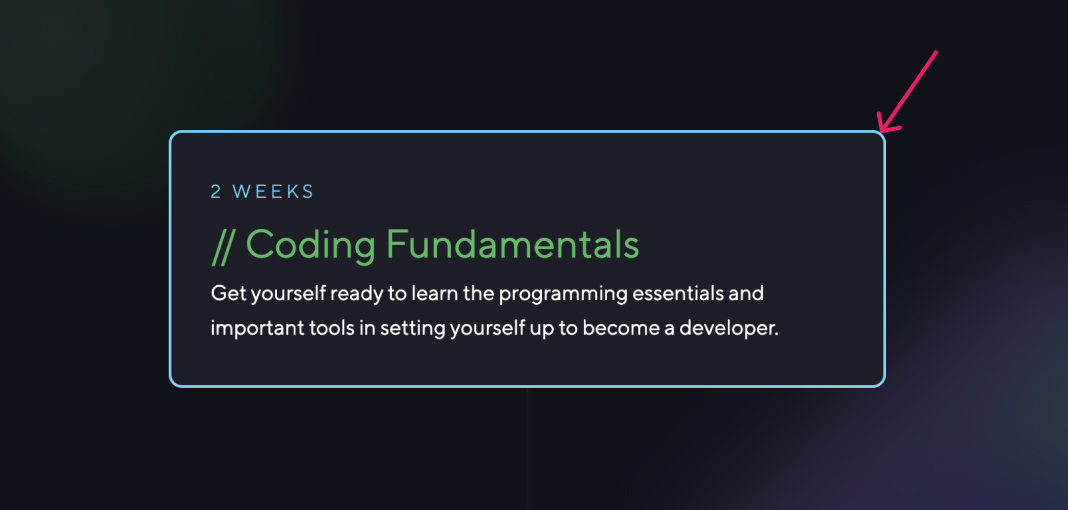 2 WEEKS
// Coding Fundamentals
Get yourself ready to learn the programming essentials and
important tools in setting yourself up to become a developer.